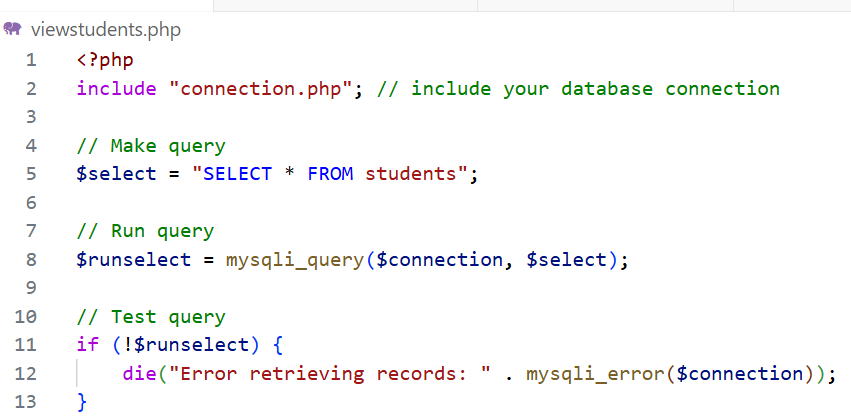 viewstudents.php
1 <?php
2 include "connection.php"; // include your database connection
3
4 // Make query
5 $select = "SELECT * FROM students";
6
7 // Run query
8 $runselect = mysqli_query($connection, $select);
9
10 // Test query
11 if (!$runselect) {
12     die("Error retrieving records: " . mysqli_error($connection));
13 }